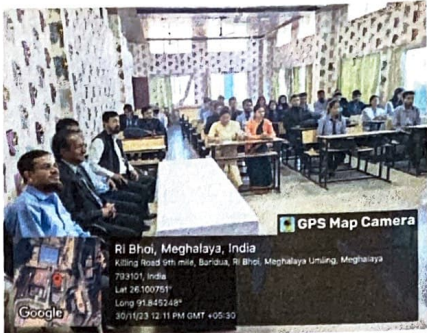 GPS Map Camera
Ri Bhoi, Meghalaya, India
Killing Road 9th mile, Baridua, Ri Bhoi, Meghalaya Umling, Meghalaya
793101, India
Lat 26.100751°
Long 91.845248°
30/11/23 12:11 PM GMT +05:30
Google